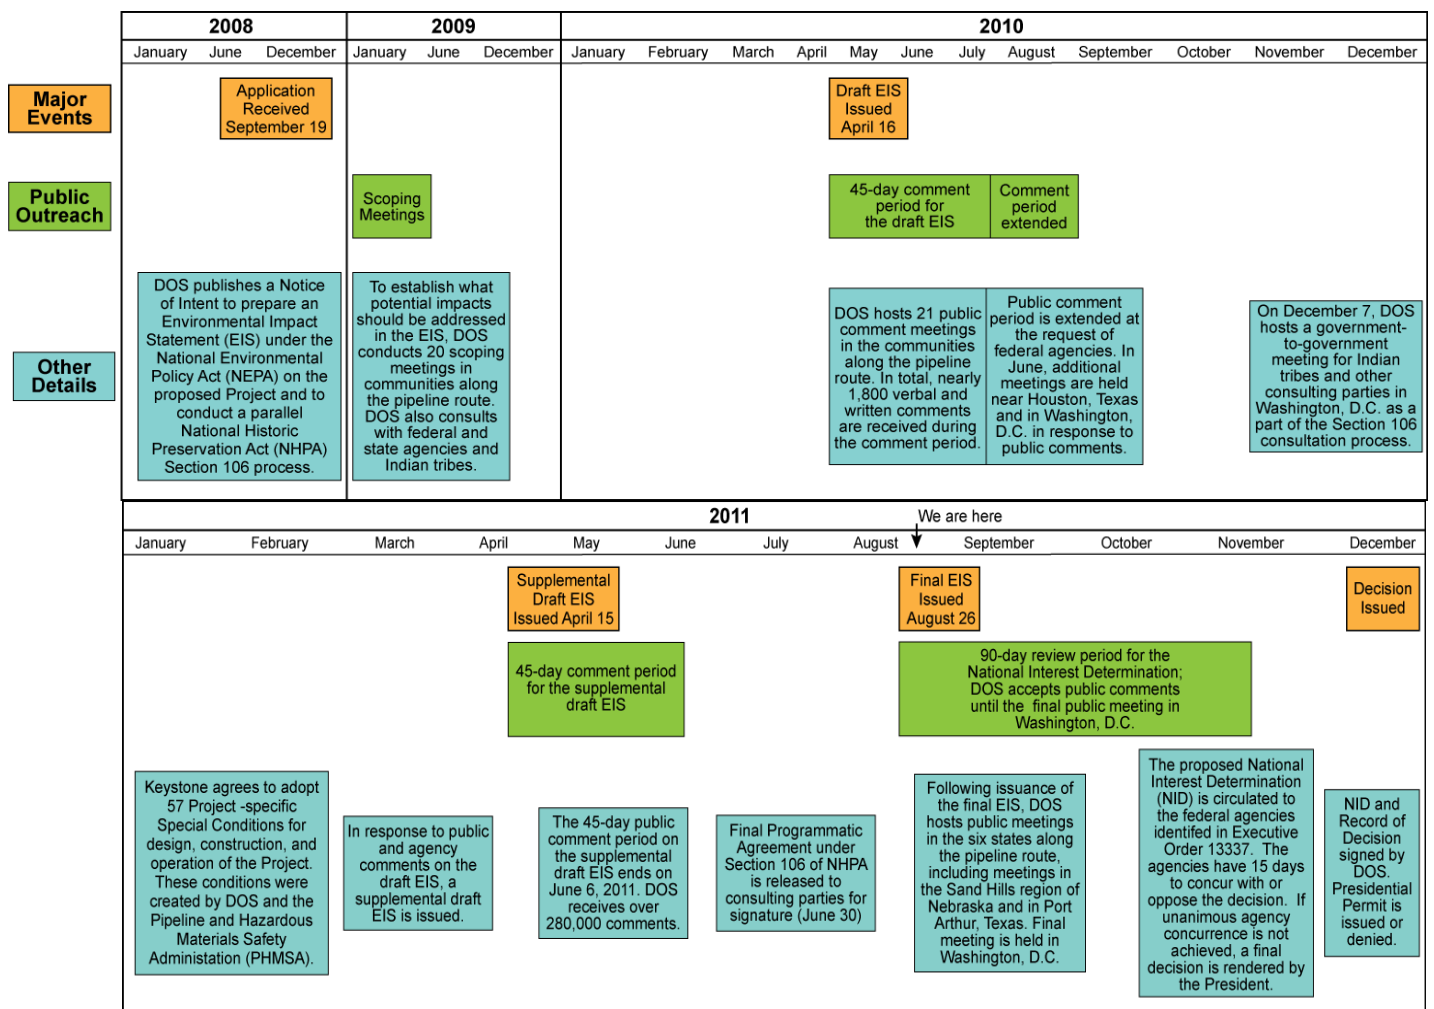 2008
2009
2010
January June December
January June December
January February March April May June July August September October November December
Major
Events
Application
Received
September 19
Draft EIS
Issued
April 16
Public
Outreach
Scoping
Meetings
45-day comment
period for
the draft EIS
Comment
period
extended
Other
Details
DOS publishes a Notice
of Intent to prepare an
Environmental Impact
Statement (EIS) under the
National Environmental
Policy Act (NEPA) on the
proposed Project and to
conduct a parallel
National Historic
Preservation Act (NHPA)
Section 106 process.
To establish what
potential impacts
should be addressed
in the EIS, DOS
conducts 20 scoping
meetings in
communities along
the pipeline route.
DOS also consults
with federal and
state agencies and
Indian tribes.
DOS hosts 21 public
comment meetings
in the communities
along the pipeline
route. In total, nearly
1,800 verbal and
written comments
are received during
the comment period.
Public comment
period is extended at
the request of
federal agencies. In
June, additional
meetings are held
near Houston, Texas
and in Washington,
D.C. in response to
public comments.
On December 7, DOS
hosts a government-
to-government
meeting for Indian
tribes and other
consulting parties in
Washington, D.C. as a
part of the Section 106
consultation process.
2011
We are here
January February March April May June July August September October November December
Supplemental
Draft EIS
Issued April 15
Final EIS
Issued
August 26
Decision
Issued
45-day comment period
for the supplemental
draft EIS
90-day review period for the
National Interest Determination;
DOS accepts public comments
until the final public meeting in
Washington, D.C.
Keystone agrees to adopt
57 Project -specific
Special Conditions for
design, construction, and
operation of the Project.
These conditions were
created by DOS and the
Pipeline and Hazardous
Materials Safety
Administation (PHMSA).
In response to public
and agency
comments on the
draft EIS, a
supplemental draft
EIS is issued.
The 45-day public
comment period on
the supplemental
draft EIS ends on
June 6, 2011. DOS
receives over
280,000 comments.
Final Programmatic
Agreement under
Section 106 of NHPA
is released to
consulting parties for
signature (June 30)
Following issuance of
the final EIS, DOS
hosts public meetings
in the six states along
the pipeline route,
including meetings in
the Sand Hills region of
Nebraska and in Port
Arthur, Texas. Final
meeting is held in
Washington, D.C.
The proposed National
Interest Determination
(NID) is circulated to
the federal agencies
identifed in Executive
Order 13337. The
agencies have 15 days
to concur with or
oppose the decision. If
unanimous agency
concurrence is not
achieved, a final
decision is rendered by
the President.
NID and
Record of
Decision
signed by
DOS.
Presidential
Permit is
issued or
denied.